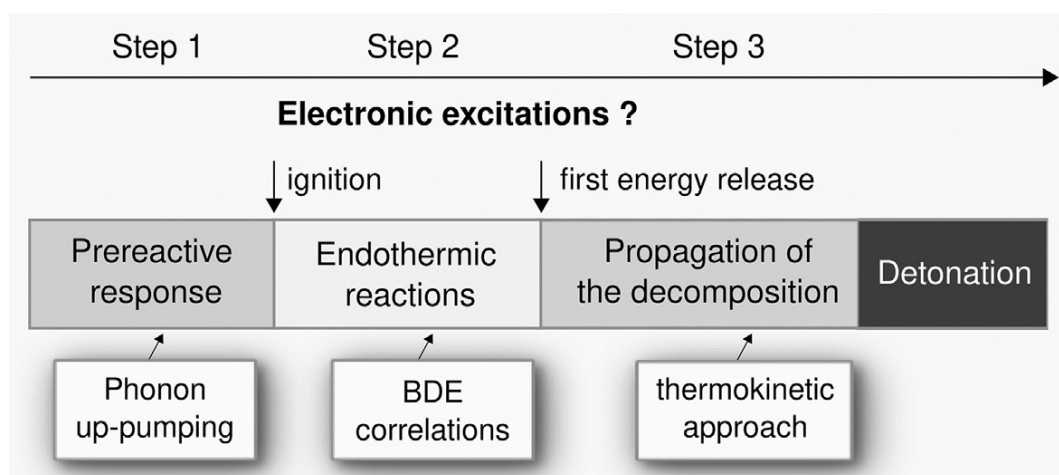 Step 1
Step 2
Step 3
Electronic excitations ?
ignition
first energy release
Prereactive
response
Endothermic
reactions
Propagation of
the decomposition
Detonation
Phonon
up-pumping
BDE
correlations
thermokinetic
approach